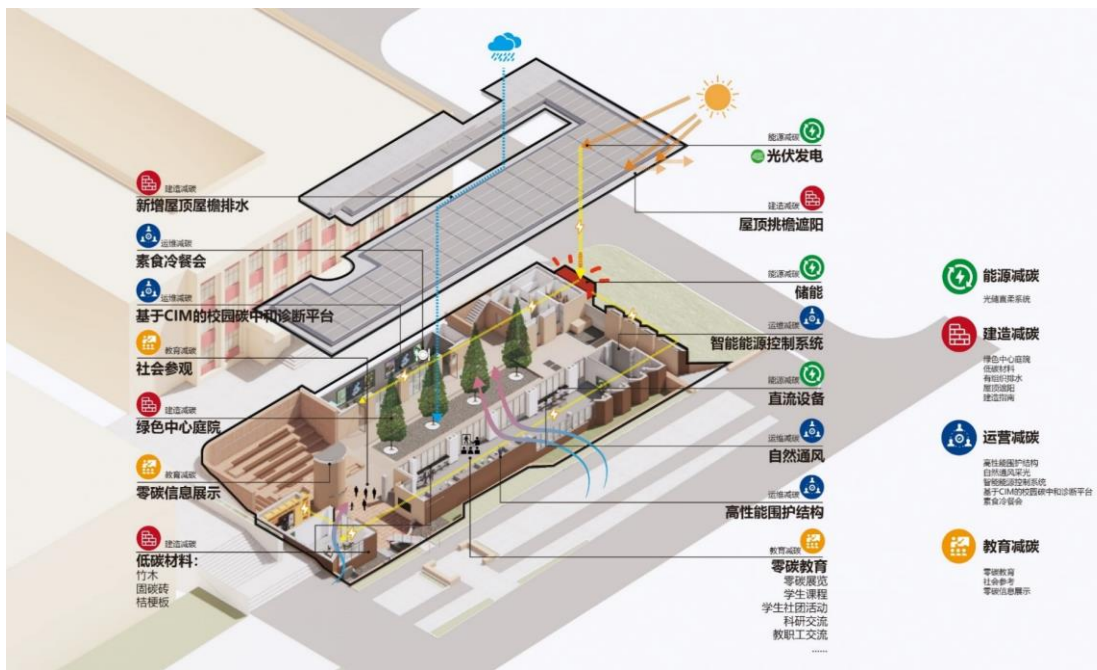 建造减碳
新增屋顶屋檐排水
运维减碳
素食冷餐会
运维减碳
基于CIM的校园碳中和诊断平台
教育减碳
社会参观
建造减碳
绿色中心庭院
教育减碳
零碳信息展示
建造减碳
低碳材料：
竹木
固碳砖
桔梗板
能源减碳
光伏发电
建造减碳
屋顶挑檐遮阳
能源减碳
储能
运维减碳
智能能源控制系统
能源减碳
直流设备
运维减碳
自然通风
运维减碳
高性能围护结构
教育减碳
零碳教育
零碳展览
学生课程
学生社团活动
科研交流
教职工交流
......
能源减碳
光储直柔系统
建造减碳
绿色中心庭院
低碳材料
有组织排水
屋顶遮阳
建造指南
运营减碳
高性能围护结构
自然通风采光
智能能源控制系统
基于CIM的校园碳中和诊断平台
素食冷餐会
教育减碳
零碳教育
社会参考
零碳信息展示